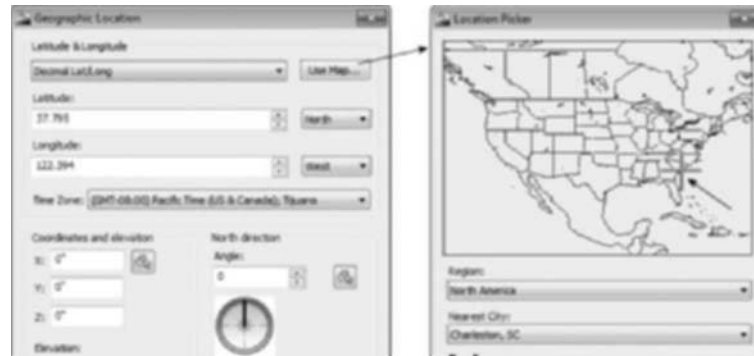 Geographic Location
Latitude & Longitude
Decimal Lat/Long
Use Map...
Latitude:
37.795
North
Longitude:
122.394
West
Time Zone: (GMT-08:00) Pacific Time (US & Canada); Tijuana
Coordinates and elevation
X: 0"
Y: 0"
Z: 0"
Elevation:
North direction
Angle:
0
Location Picker
Region:
North America
Nearest City:
Charleston, SC